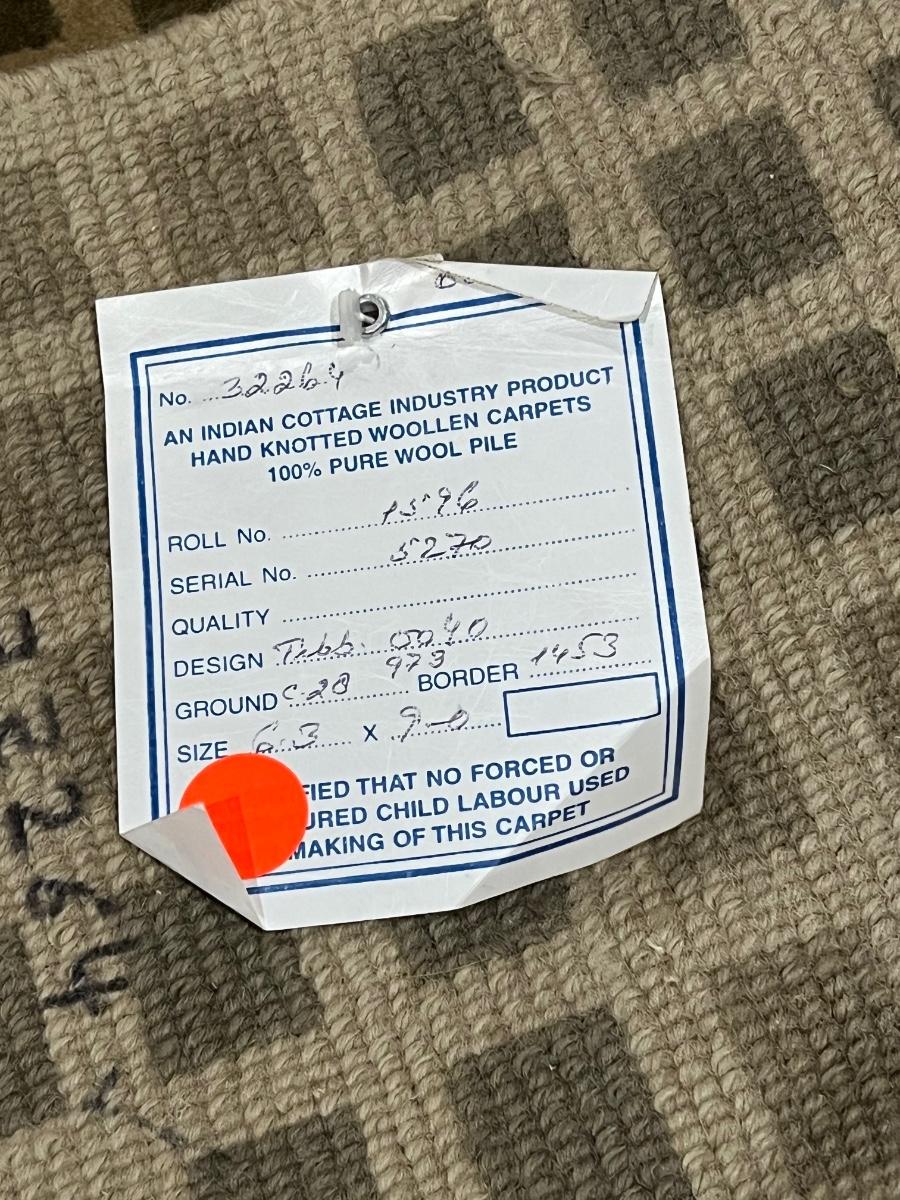 No. 32264
AN INDIAN COTTAGE INDUSTRY PRODUCT
HAND KNOTTED WOOLLEN CARPETS
100% PURE WOOL PILE
ROLL No. 1596
SERIAL No. 5270
QUALITY
DESIGN Tibb 0040
973
GROUND C-28 BORDER 1453
SIZE 6.3 X 9-0
FIED THAT NO FORCED OR
URED CHILD LABOUR USED
MAKING OF THIS CARPET